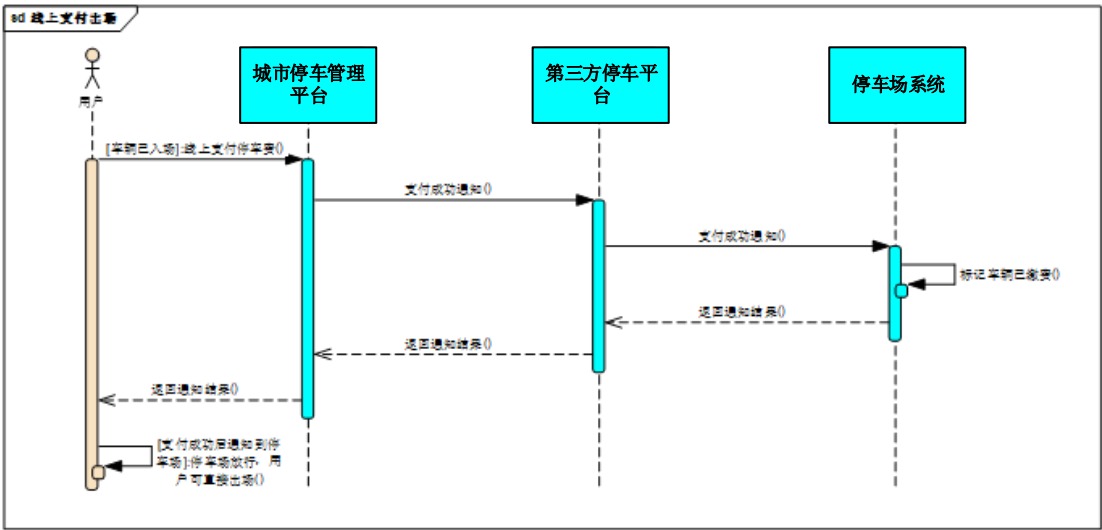 sd 线上支付出场
城市停车管理
平台
第三方停车平
台
停车场系统
用户
[车辆已入场]:线上支付停车费()
支付成功通知()
支付成功通知()
标记车辆已缴费()
返回通知结果()
返回通知结果()
返回通知结果()
[支付成功后通知到停
车场]:停车场放行，用
户可直接出场()